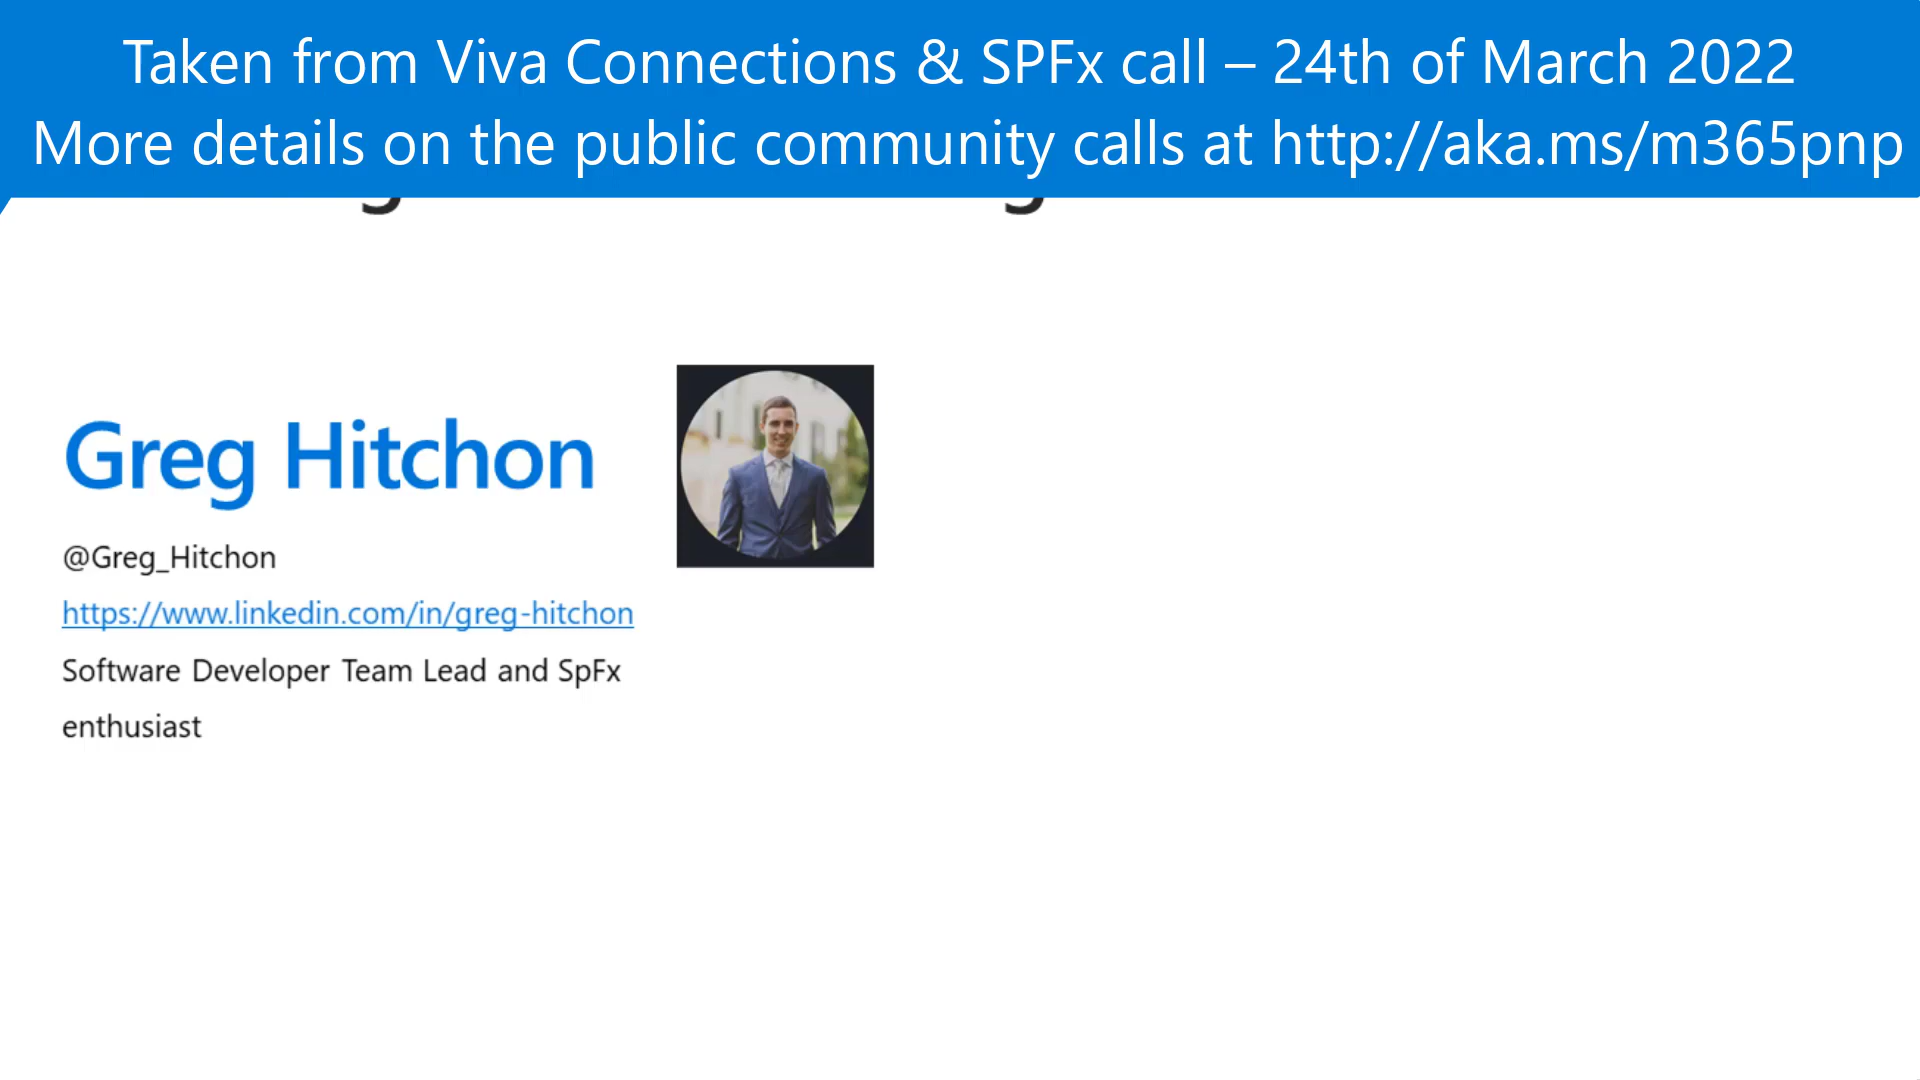 Taken from Viva Connections & SPFx call – 24th of March 2022
More details on the public community calls at http://aka.ms/m365pnp
Greg Hitchon
@Greg_Hitchon
https://www.linkedin.com/in/greg-hitchon
Software Developer Team Lead and SpFx
enthusiast